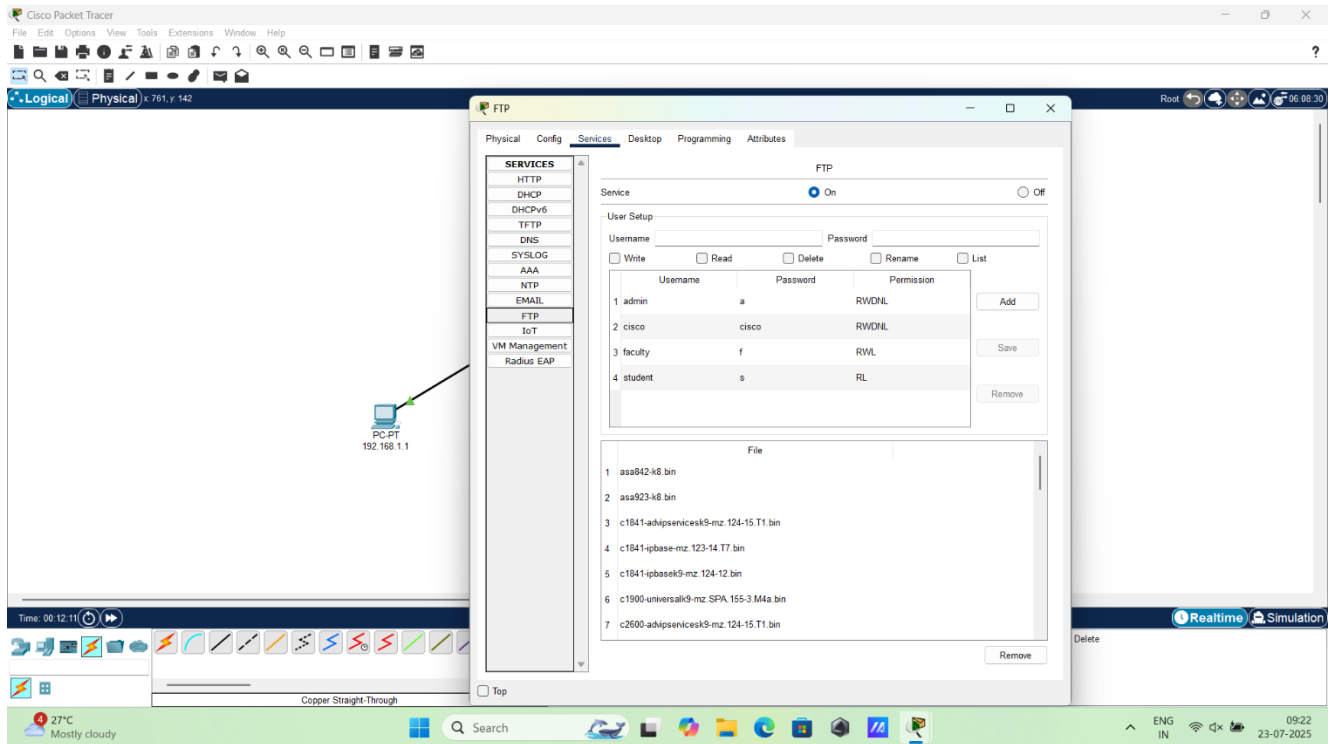 Cisco Packet Tracer
File Edit Options View Tools Extensions Window Help
?
Logical Physical x: 761, y: 142
Root 06:08:30
FTP
Physical Config Services Desktop Programming Attributes
SERVICES
HTTP
DHCP
DHCPv6
TFTP
DNS
SYSLOG
AAA
NTP
EMAIL
FTP
IoT
VM Management
Radius EAP
FTP
Service On Off
User Setup
Username Password
Write Read Delete Rename List
Username Password Permission
1 admin a RWDNL
2 cisco cisco RWDNL
3 faculty f RWL
4 student s RL
Add
Save
Remove
File
1 asa842-k8.bin
2 asa923-k8.bin
3 c1841-advipservicesk9-mz.124-15.T1.bin
4 c1841-ipbase-mz.123-14.T7.bin
5 c1841-ipbasek9-mz.124-12.bin
6 c1900-universalk9-mz.SPA.155-3.M4a.bin
7 c2600-advipservicesk9-mz.124-15.T1.bin
Remove
Top
PC-PT
192.168.1.1
Time: 00:12:11
Realtime Simulation
Delete
Copper Straight-Through
4
27°C
Mostly cloudy
Search
ENG
IN
09:22
23-07-2025